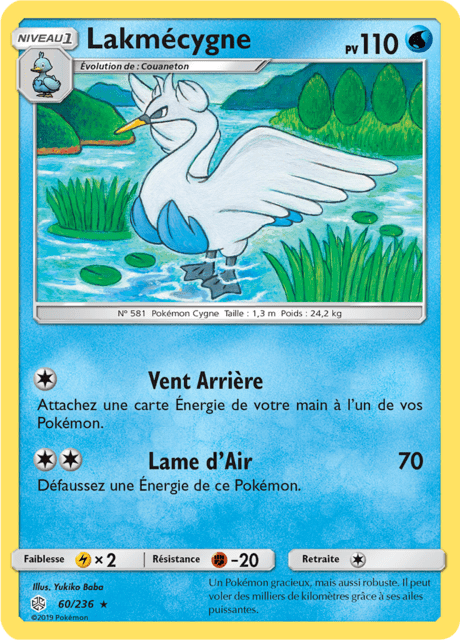 NIVEAU 1
Lakmécygne
PV 110
Évolution de : Couaneton
N° 581 Pokémon Cygne Taille : 1,3 m Poids : 24,2 kg
Vent Arrière
Attachez une carte Énergie de votre main à l'un de vos
Pokémon.
Lame d'Air 70
Défaussez une Énergie de ce Pokémon.
Faiblesse ×2 Résistance -20 Retraite
Illus. Yukiko Baba
60/236 ★
©2019 Pokémon
Un Pokémon gracieux, mais aussi robuste. Il peut
voler des milliers de kilomètres grâce à ses ailes
puissantes.